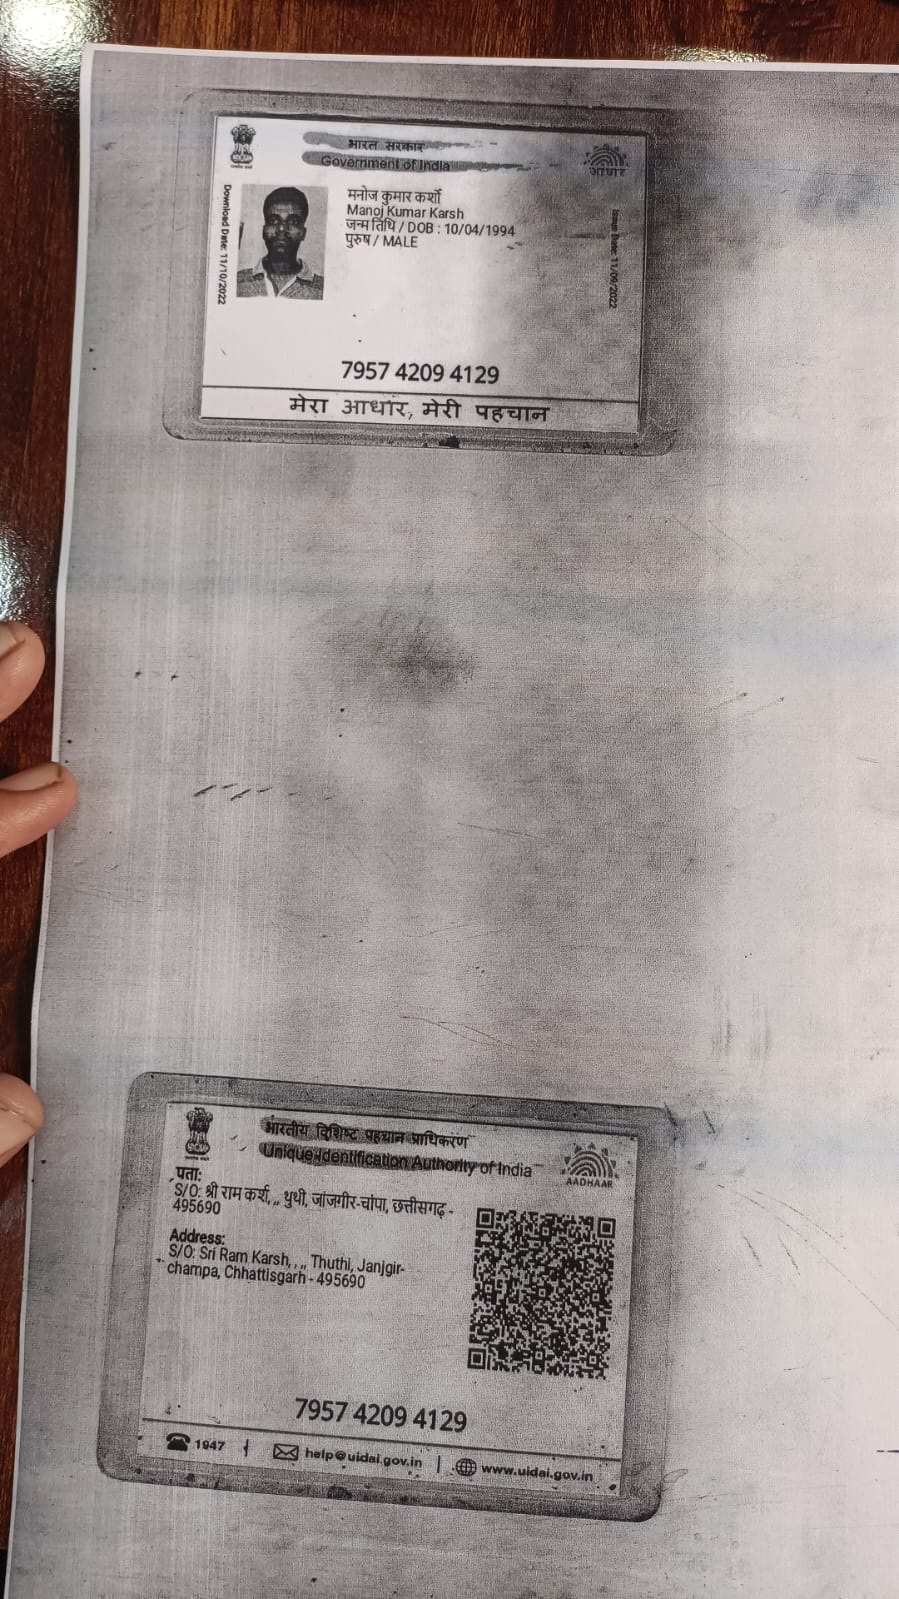 भारत सरकार
Government of India
आधार
Download Date: 11/10/2022
मनोज कुमार कर्शो
Manoj Kumar Karsh
जन्म तिथि / DOB : 10/04/1994
पुरुष / MALE
Issue Date: 11/09/2022
7957 4209 4129
मेरा आधार, मेरी पहचान
भारतीय विशिष्ट पहचान प्राधिकरण
Unique Identification Authority of India
AADHAAR
पता:
S/O: श्री राम कर्श, ,, थुथी, जांजगीर-चांपा, छत्तीसगढ़ -
495690
Address:
S/O: Sri Ram Karsh, , ,, Thuthi, Janjgir-
champa, Chhattisgarh - 495690
7957 4209 4129
1947 | help@uidai.gov.in | www.uidai.gov.in